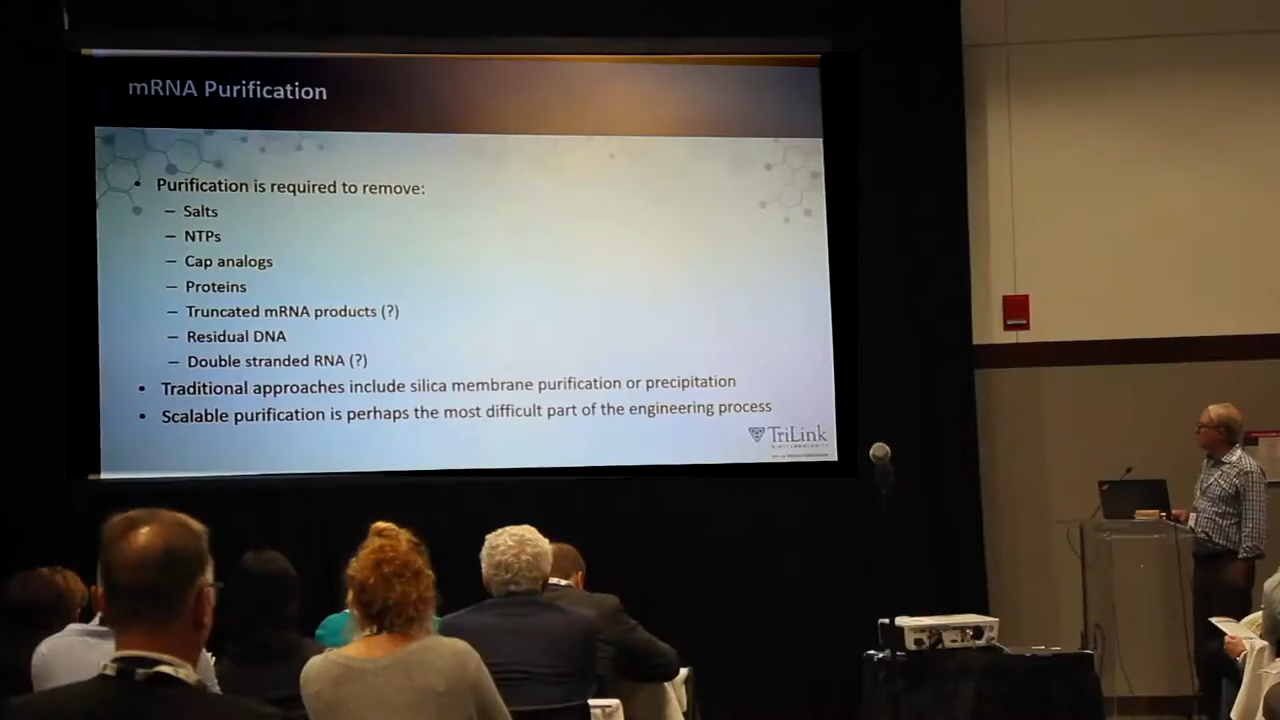 mRNA Purification
• Purification is required to remove:
– Salts
– NTPs
– Cap analogs
– Proteins
– Truncated mRNA products (?)
– Residual DNA
– Double stranded RNA (?)
• Traditional approaches include silica membrane purification or precipitation
• Scalable purification is perhaps the most difficult part of the engineering process
TriLink